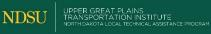 NDSU
UPPER GREAT PLAINS
TRANSPORTATION INSTITUTE
NORTH DAKOTA LOCAL TECHNICAL ASSISTANCE PROGRAM